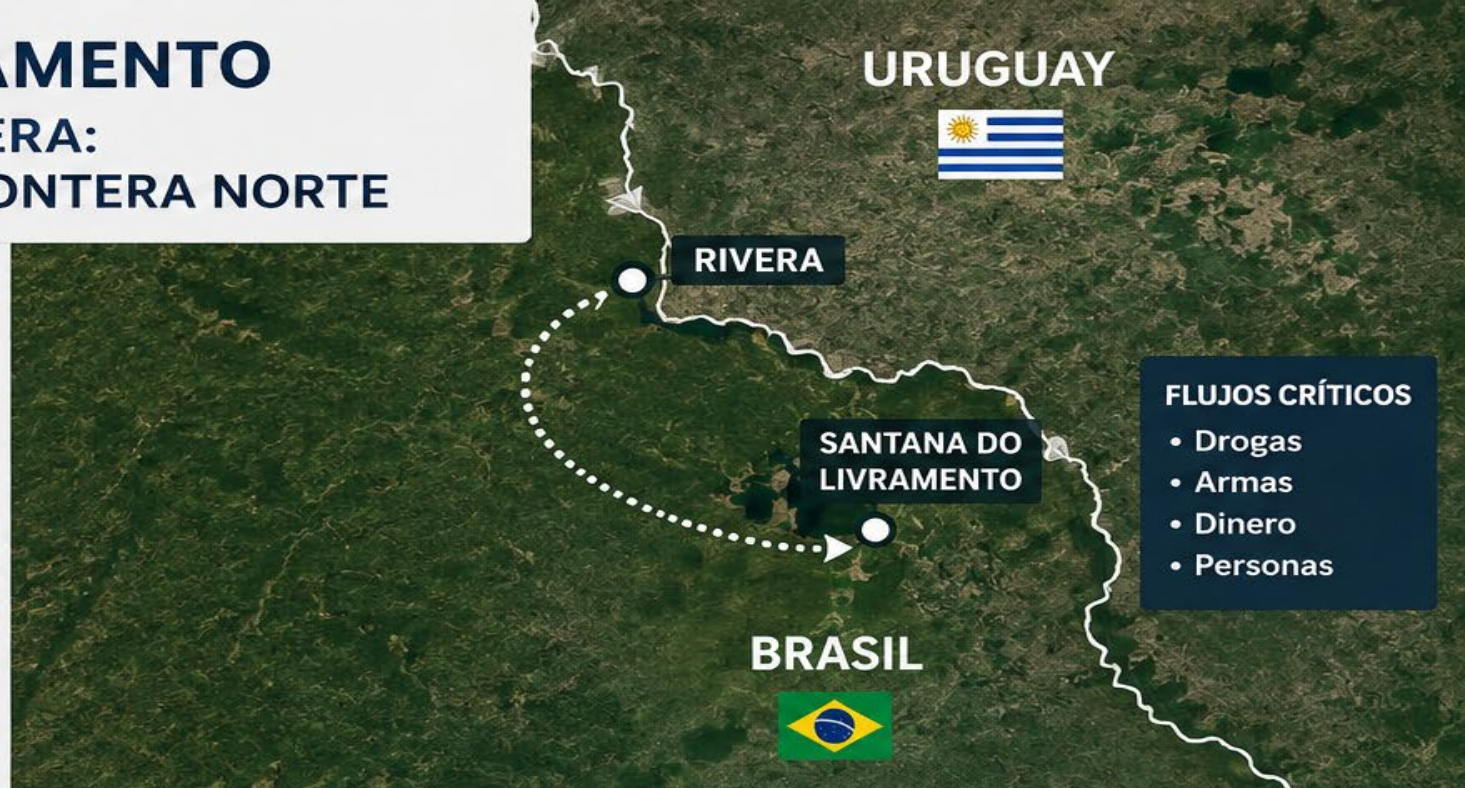 AMENTO
ERA:
ONTERA NORTE
URUGUAY
RIVERA
SANTANA DO
LIVRAMENTO
FLUJOS CRÍTICOS
• Drogas
• Armas
• Dinero
• Personas
BRASIL